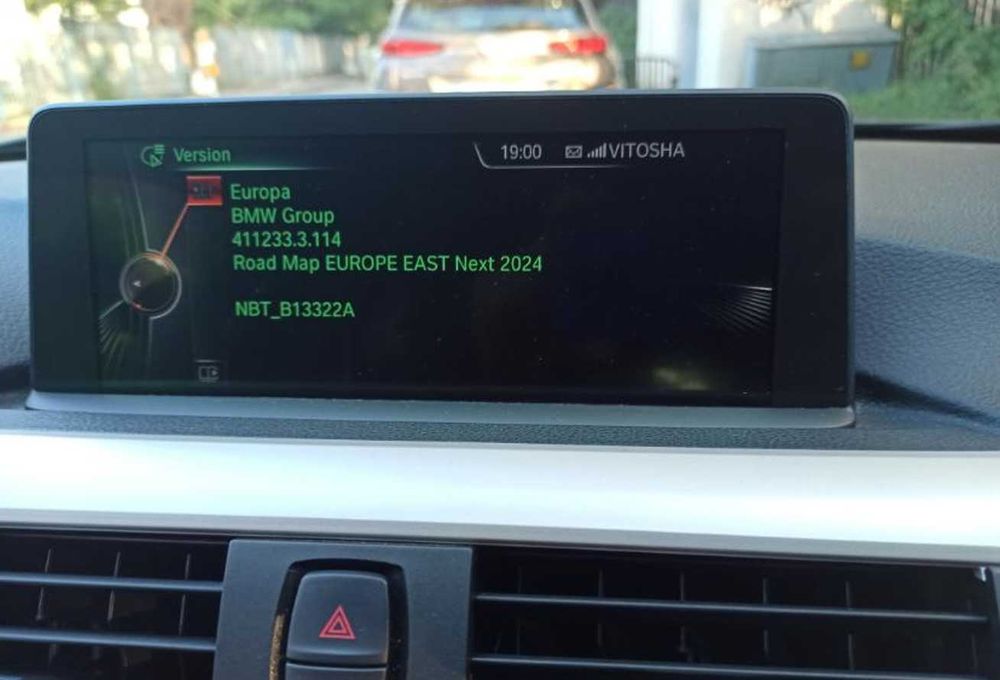 Version
19:00 VITOSHA
Europa
BMW Group
411233.3.114
Road Map EUROPE EAST Next 2024
NBT_B13322A